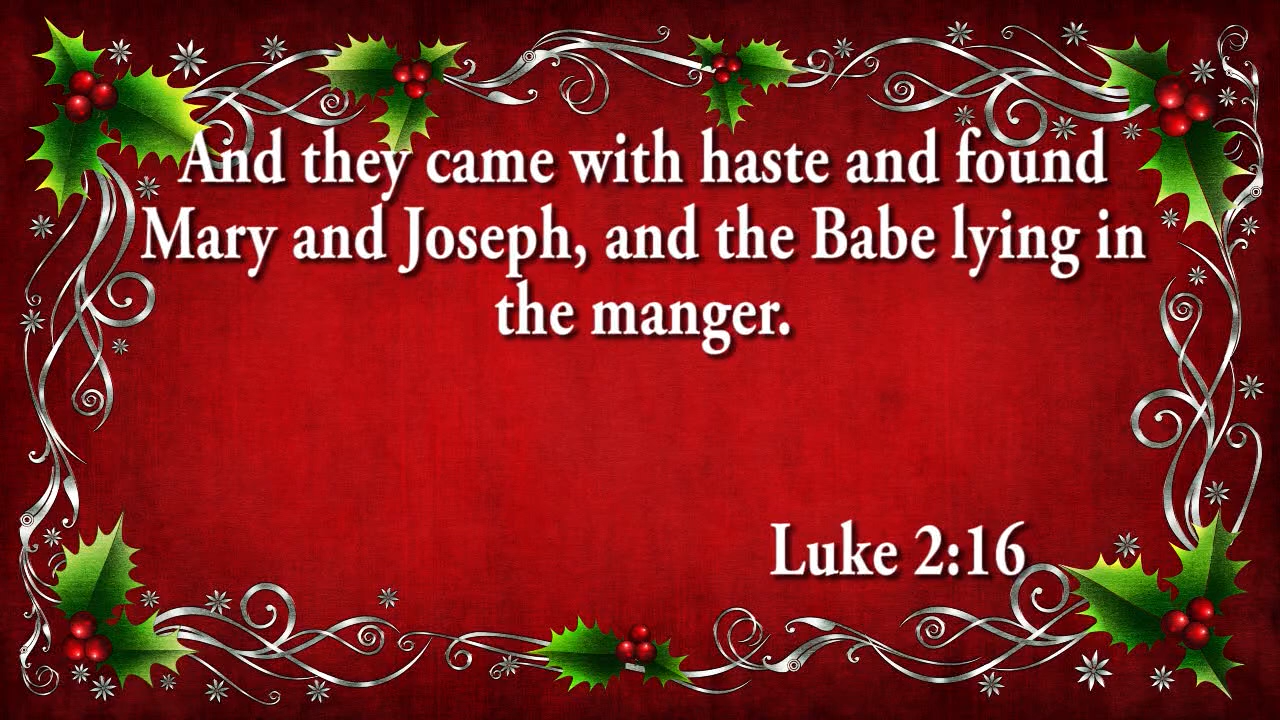 And they came with haste and found
Mary and Joseph, and the Babe lying in
the manger.
Luke 2:16